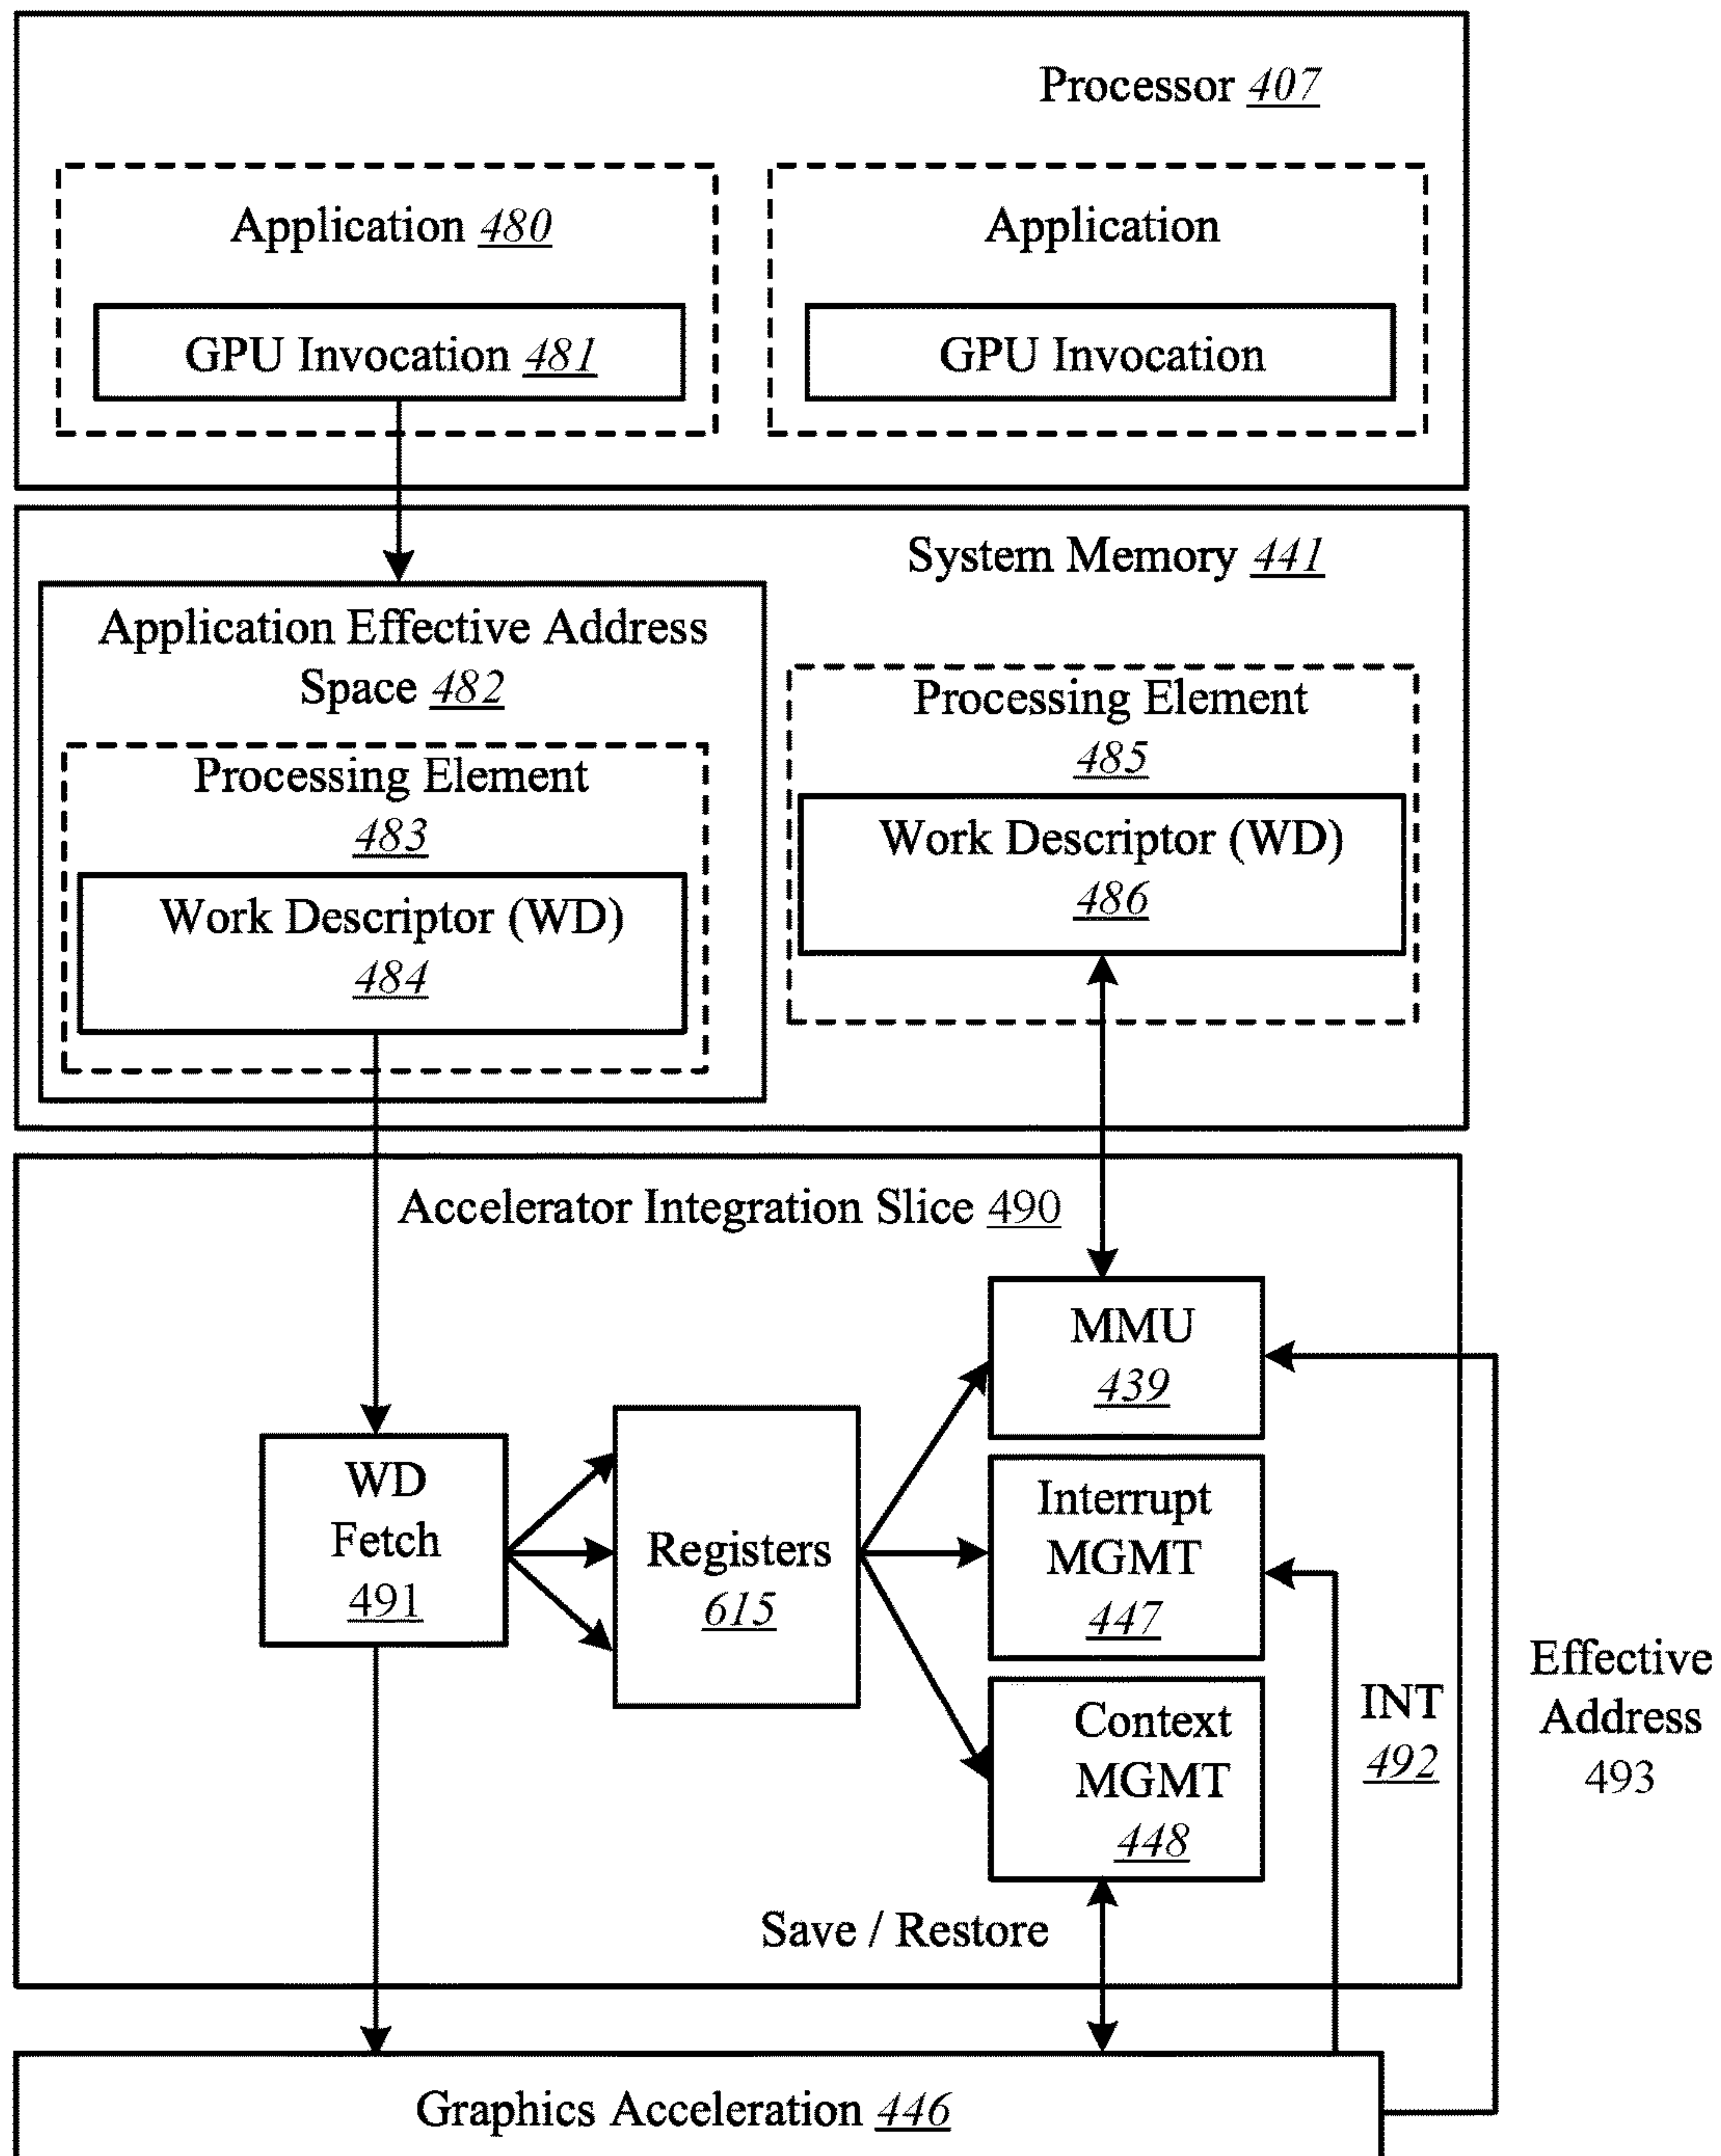 Processor 407
Application 480
Application
GPU Invocation 481
GPU Invocation
System Memory 441
Application Effective Address
Space 482
Processing Element
483
Work Descriptor (WD)
484
Processing Element
485
Work Descriptor (WD)
486
Accelerator Integration Slice 490
MMU
439
WD
Fetch
491
Registers
615
Interrupt
MGMT
447
Context
MGMT
448
INT
492
Effective
Address
493
Save / Restore
Graphics Acceleration 446